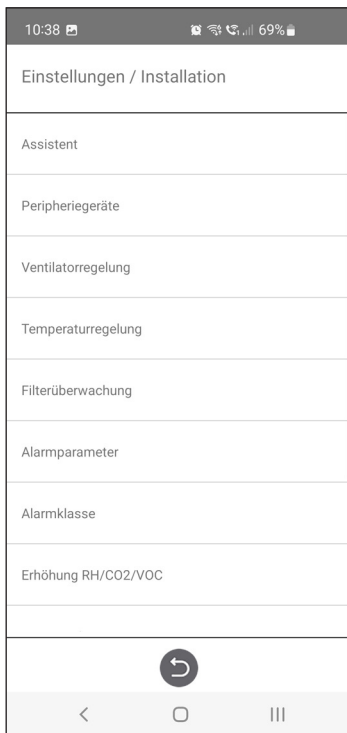 10:38 69%
Einstellungen / Installation
Assistent
Peripheriegeräte
Ventilatorregelung
Temperaturregelung
Filterüberwachung
Alarmparameter
Alarmklasse
Erhöhung RH/CO2/VOC